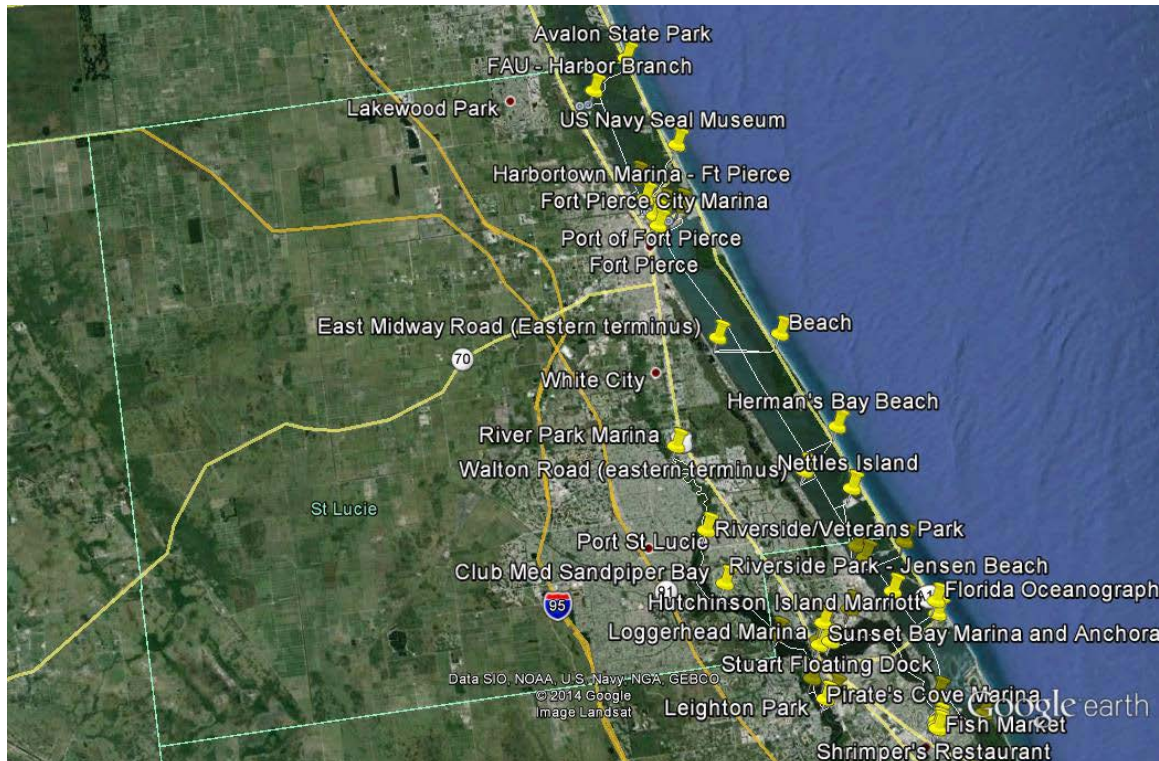 Avalon State Park
FAU - Harbor Branch
Lakewood Park
US Navy Seal Museum
Harbortown Marina - Ft Pierce
Fort Pierce City Marina
Port of Fort Pierce
Fort Pierce
East Midway Road (Eastern terminus)
Beach
70
White City
Herman's Bay Beach
River Park Marina
Walton Road (eastern terminus)
Nettles Island
St Lucie
Riverside/Veterans Park
Port St Lucie
Riverside Park - Jensen Beach
Club Med Sandpiper Bay
91
Florida Oceanograph
95
Hutchinson Island Marriott
Loggerhead Marina
Sunset Bay Marina and Anchora
Stuart Floating Dock
Data SIO, NOAA, U.S. Navy, NGA, GEBCO
© 2014 Google
Image Landsat
Leighton Park
Pirate's Cove Marina
Google earth
Fish Market
Shrimper's Restaurant